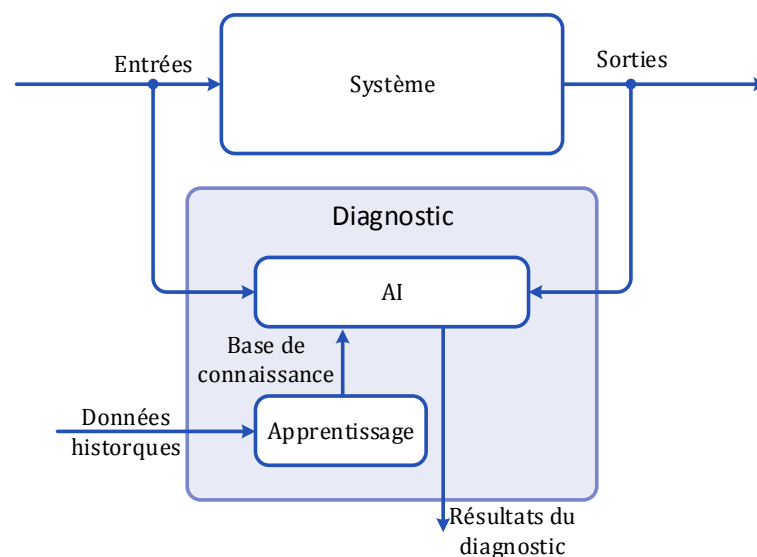 Entrées
Système
Sorties
Diagnostic
AI
Base de
connaissance
Données
historques
Apprentissage
Résultats du
diagnostic